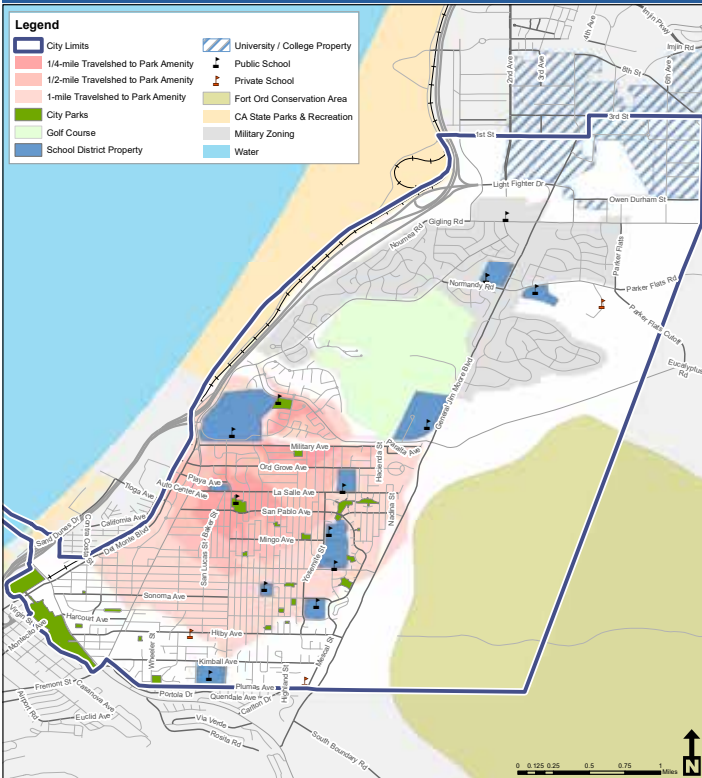 Legend
City Limits
1/4-mile Travelshed to Park Amenity
1/2-mile Travelshed to Park Amenity
1-mile Travelshed to Park Amenity
City Parks
Golf Course
School District Property
University / College Property
Public School
Private School
Fort Ord Conservation Area
CA State Parks & Recreation
Military Zoning
Water
4th Ave
Imjin Pkwy
Imjin Rd
2nd Ave
3rd Ave
8th St
6th Ave
3rd St
1st St
Light Fighter Dr
Owen Durham St
Gigling Rd
Noumea Rd
Parker Flats
Normandy Rd
Parker Flats Rd
Parker Flats Cutoff
Eucalyptus
Rd
General Jim Moore Blvd
Military Ave
Paralta Ave
Hacienda St
Ord Grove Ave
Playa Ave
Auto Center Ave
La Salle Ave
Tioga Ave
San Pablo Ave
Nadina St
California Ave
Sand Dunes Dr
Contra Costa St
Del Monte Blvd
San Lucas St
Baker St
Mingo Ave
Yosemite St
Sonoma Ave
Virgin St
Harcourt Ave
Montecito Ave
Wheeler St
Hilby Ave
Mescal St
Kimball Ave
Highland St
Fremont St
Plumas Ave
Portola Dr
Quendale Ave
Carlton Dr
Casanova Ave
Airport Rd
Euclid Ave
Via Verde
Rosita Rd
South Boundary Rd
0 0.125 0.25 0.5 0.75 1
Miles
N